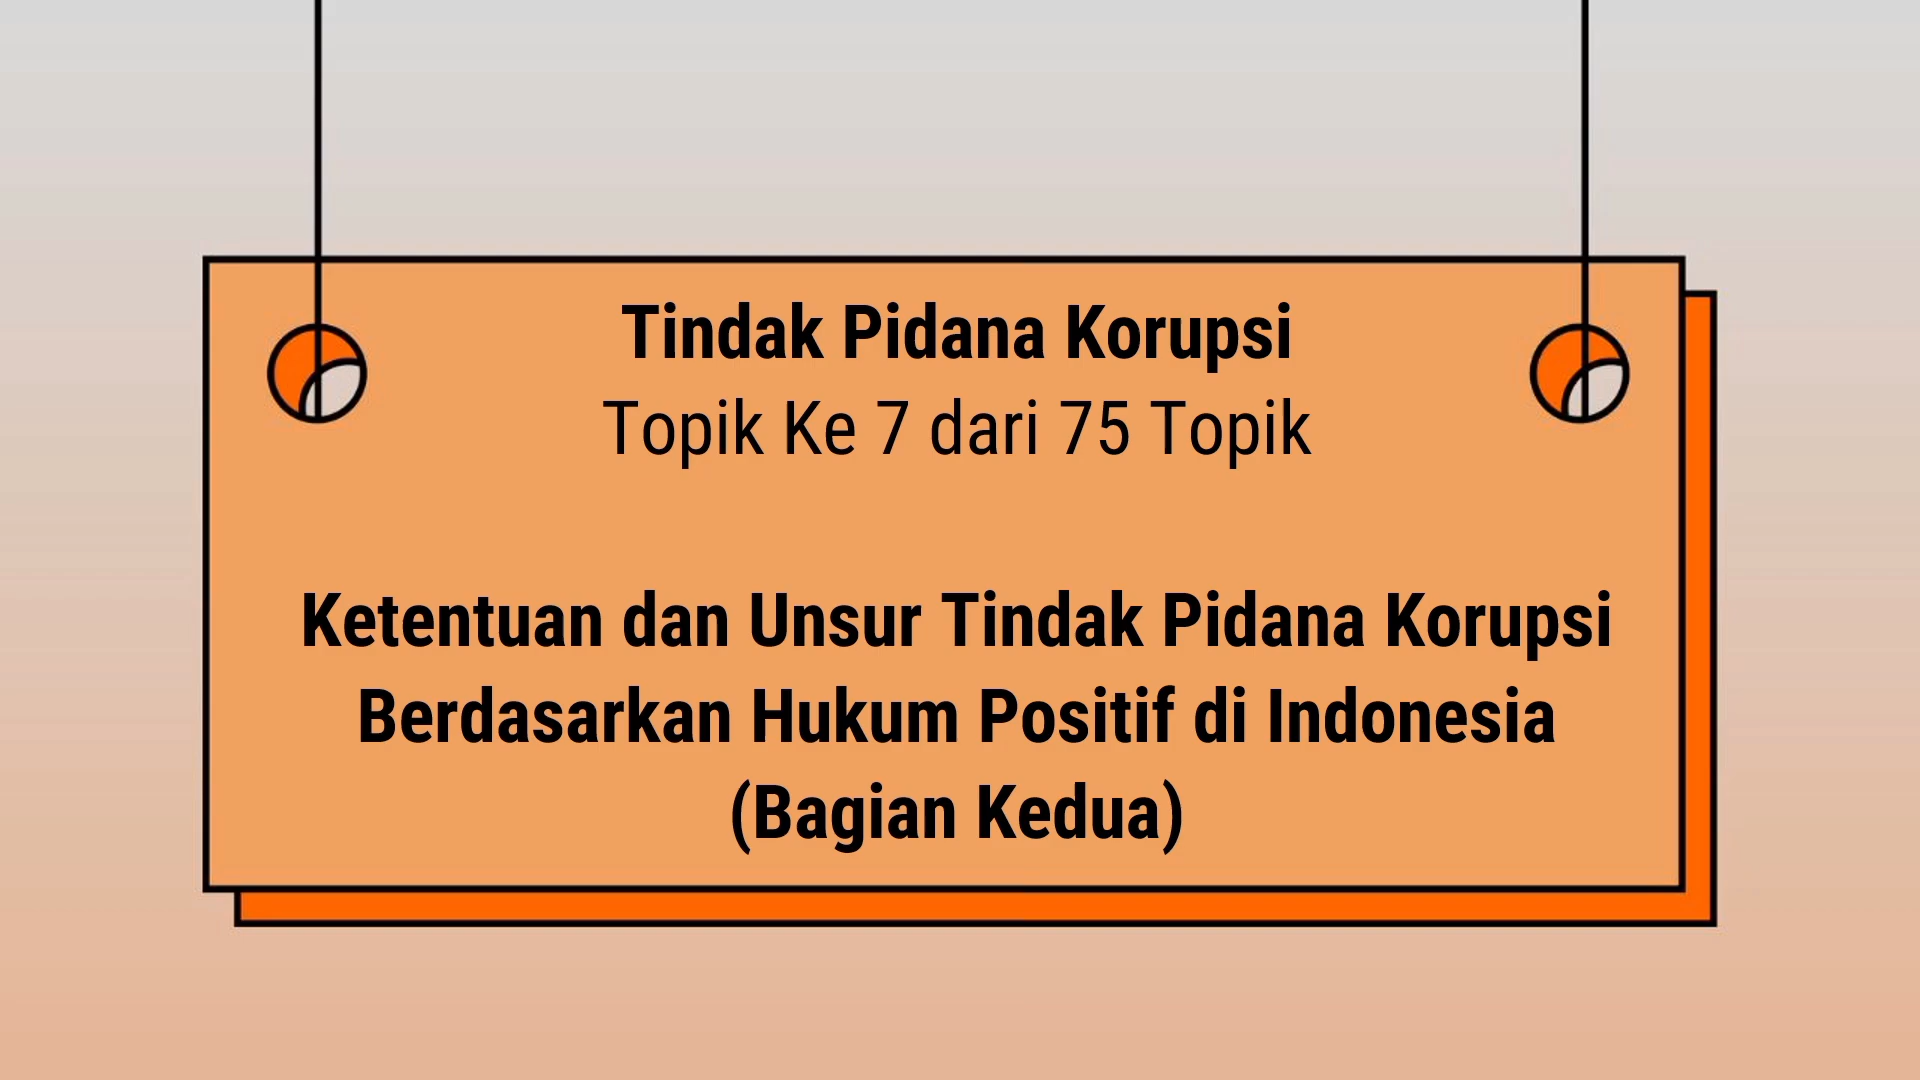 Tindak Pidana Korupsi
Topik Ke 7 dari 75 Topik
Ketentuan dan Unsur Tindak Pidana Korupsi
Berdasarkan Hukum Positif di Indonesia
(Bagian Kedua)